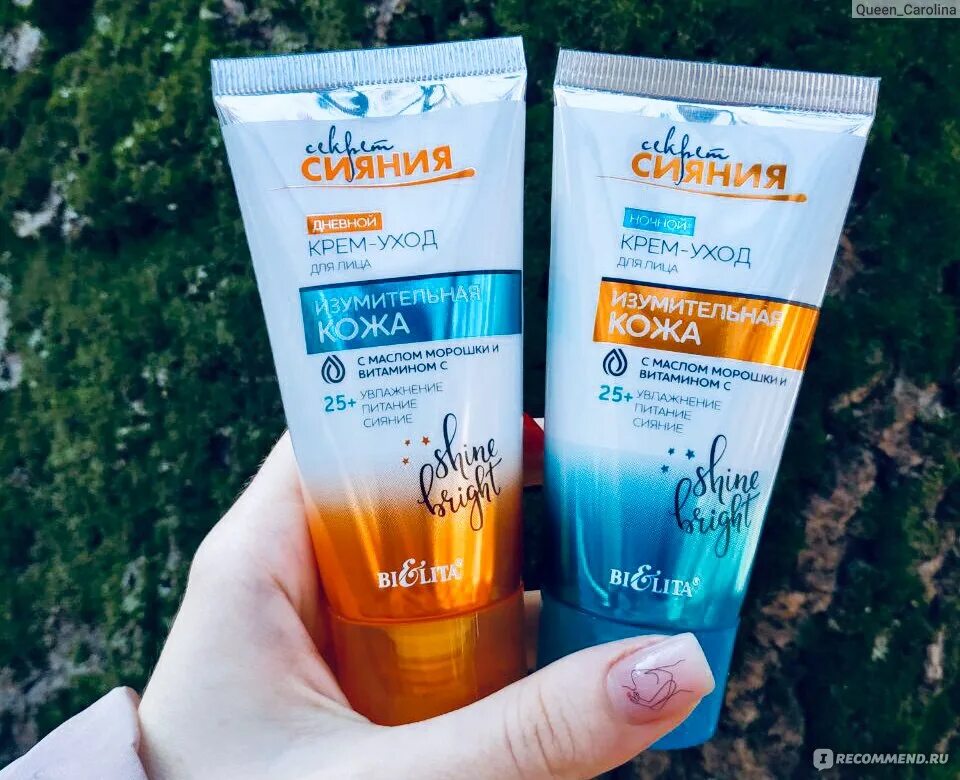 Queen_Carolina
секрет
СИЯНИЯ
ДНЕВНОЙ
КРЕМ-УХОД
ДЛЯ ЛИЦА
ИЗУМИТЕЛЬНАЯ
КОЖА
С МАСЛОМ МОРОШКИ И
ВИТАМИНОМ С
25+ УВЛАЖНЕНИЕ
ПИТАНИЕ
СИЯНИЕ
shine
bright
BIELITA®
секрет
СИЯНИЯ
НОЧНОЙ
КРЕМ-УХОД
ДЛЯ ЛИЦА
ИЗУМИТЕЛЬНАЯ
КОЖА
С МАСЛОМ МОРОШКИ И
ВИТАМИНОМ С
25+ УВЛАЖНЕНИЕ
ПИТАНИЕ
СИЯНИЕ
shine
bright
BIELITA®
IRECOMMEND.RU